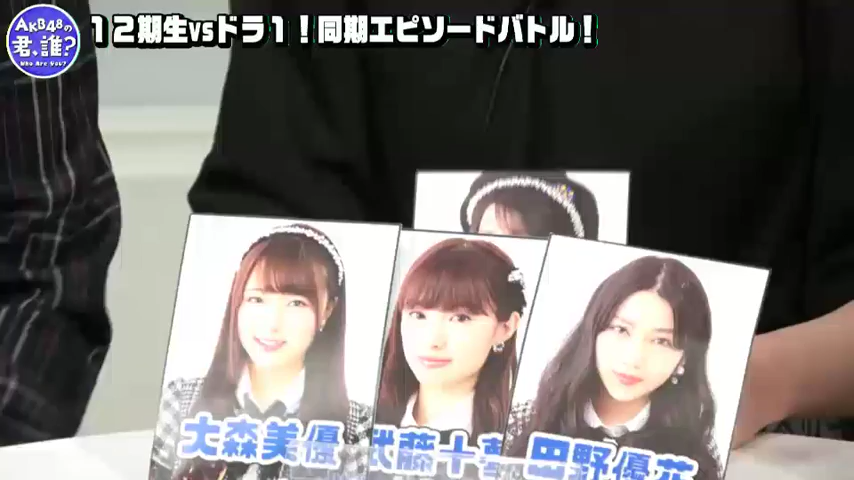 AKB48の
君、誰?
Who Are You?
12期生vsドラ1!同期エピソードバトル!
大森美優
武藤十夢
田野優花